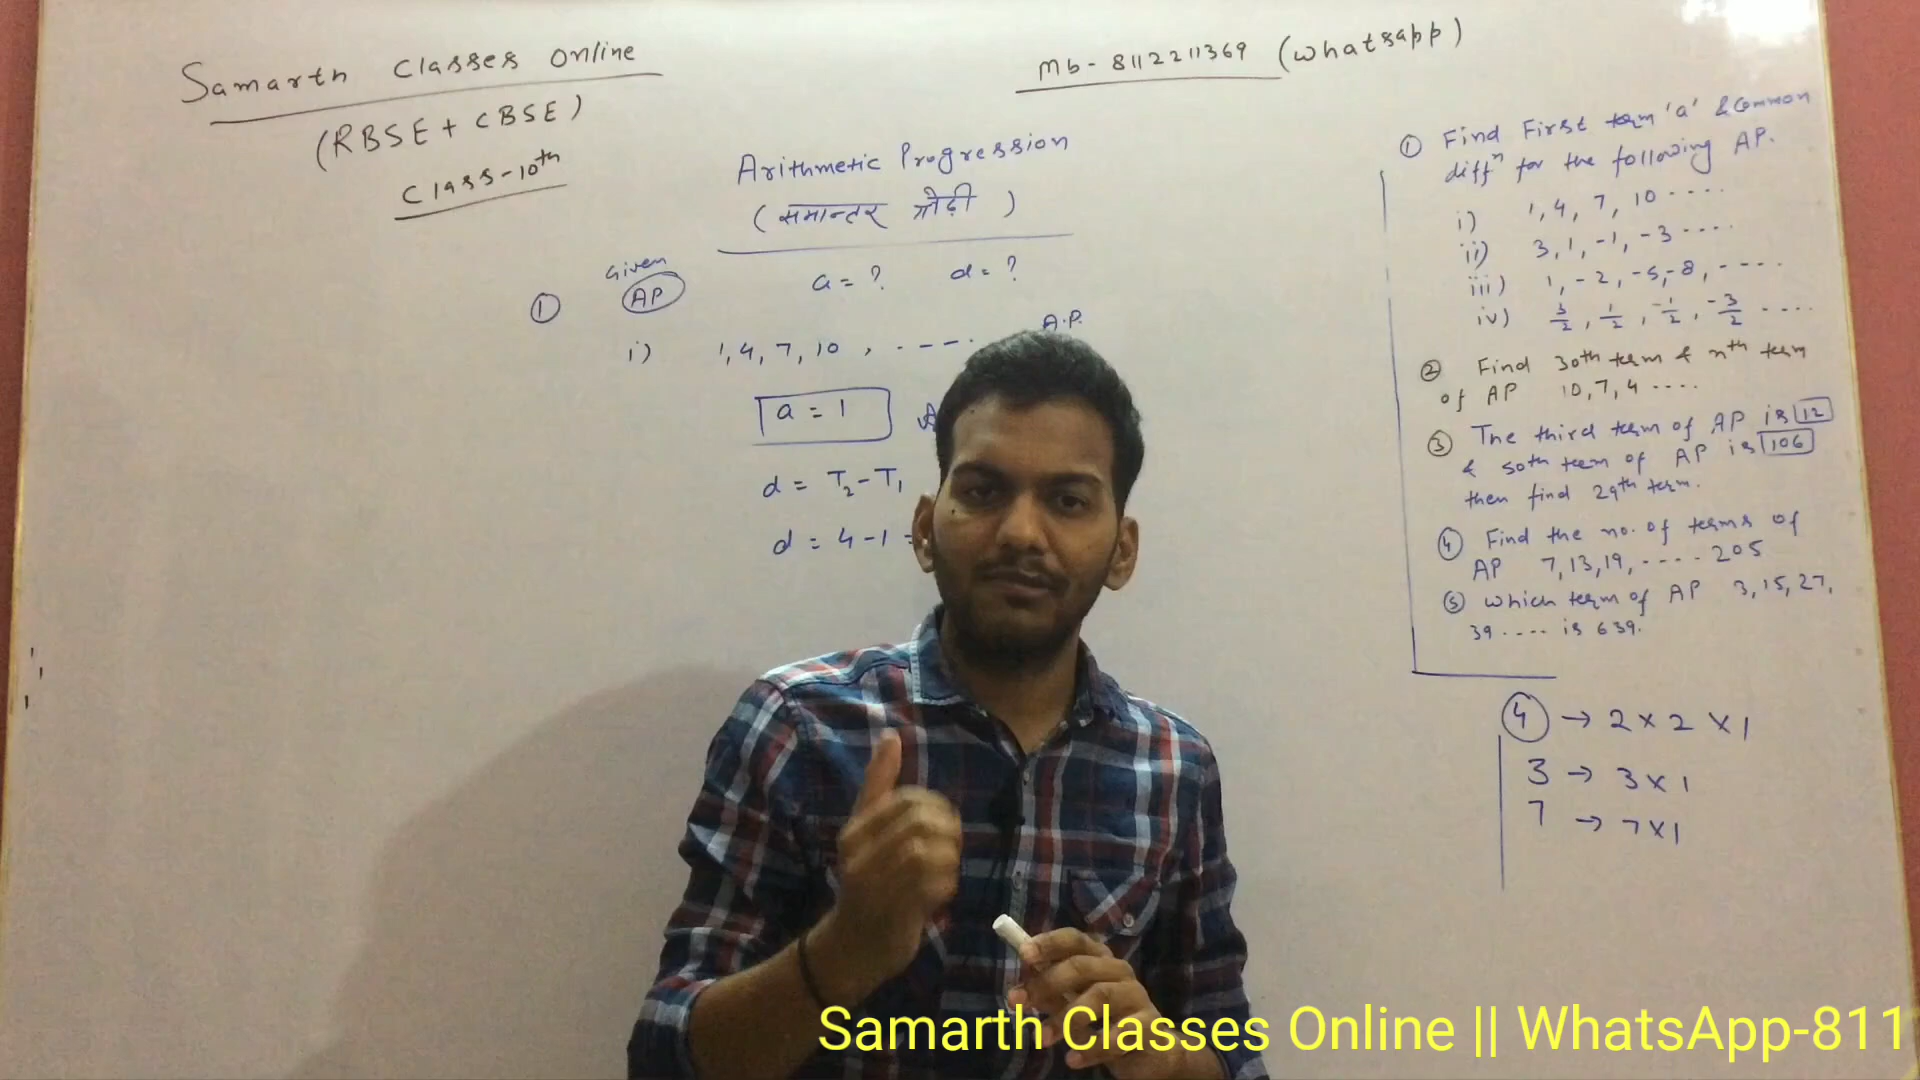 Samarth Classes Online
(RBSE + CBSE)
Class-10th
Mb- 8112211369 (Whatsapp)
Arithmetic Progression
(समान्तर श्रेढ़ी)
Given
① AP a = ? d = ?
i) 1, 4, 7, 10, ----. A.P.
a = 1
d = T₂ - T₁
d = 4 - 1 =
① Find First term 'a' & Common
diffⁿ for the following AP.
i) 1, 4, 7, 10 ....
ii) 3, 1, -1, -3 ....
iii) 1, -2, -5, -8, ----.
iv) 3/2, 1/2, -1/2, -3/2 ....
② Find 30th term & nth term
of AP 10, 7, 4 ....
③ The third term of AP is 12
& 50th term of AP is 106
then find 29th term.
④ Find the no. of terms of
AP 7, 13, 19, ----- 205
⑤ Which term of AP 3, 15, 27,
39 .... is 639.
④ → 2 × 2 × 1
3 → 3 × 1
7 → 7 × 1
Samarth Classes Online || WhatsApp-811